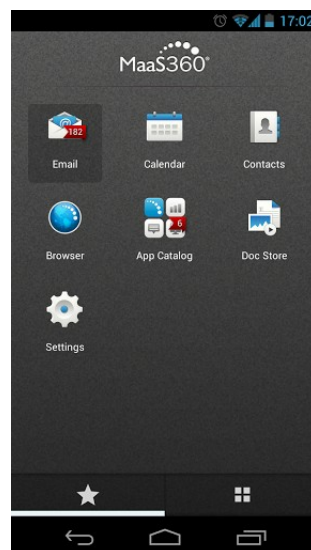 17:02
MaaS360®
182
Email
Calendar
Contacts
6
Browser
App Catalog
Doc Store
Settings